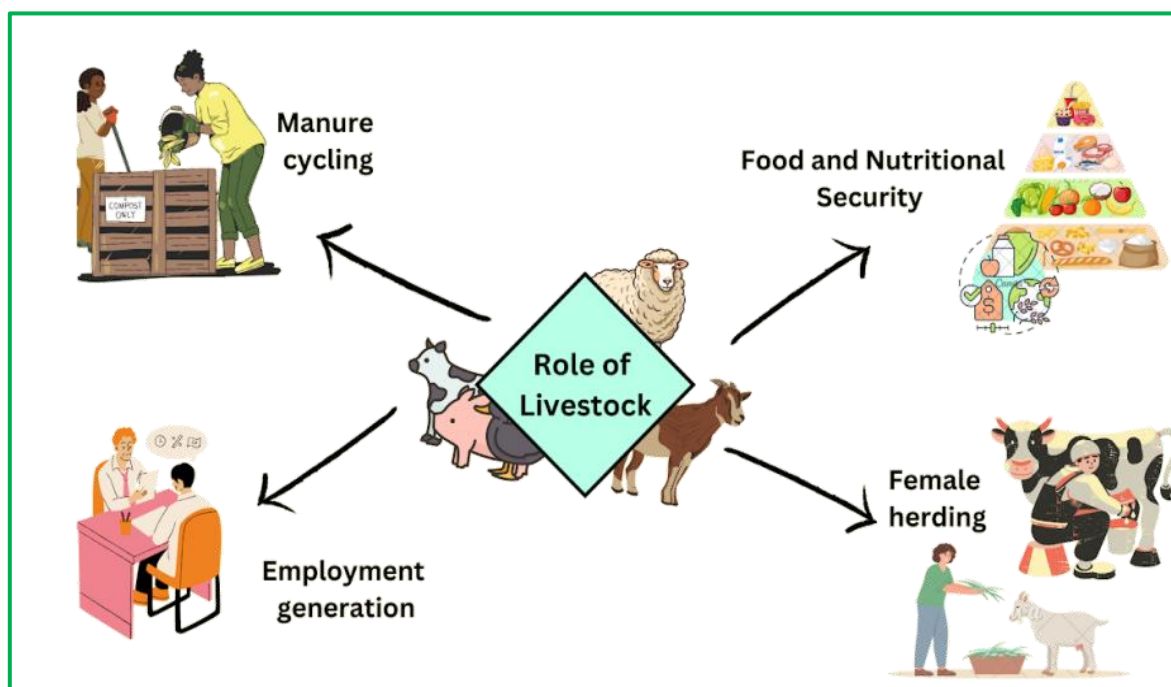 Manure
cycling
Food and Nutritional
Security
COMPOST
ONLY
Role of
Livestock
Female
herding
Employment
generation